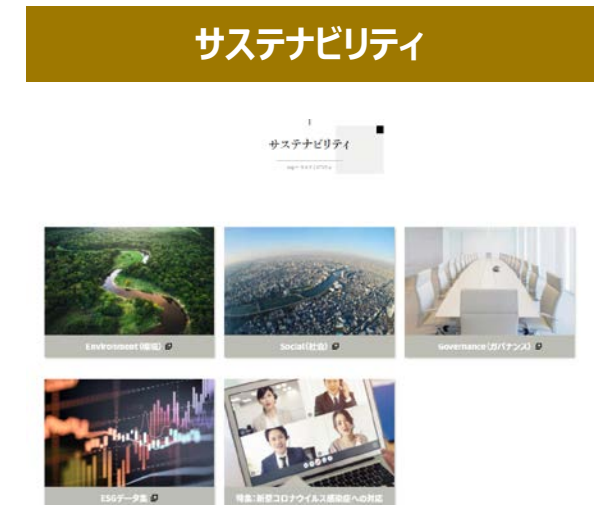 サステナビリティ
サステナビリティ
Environment（環境）
Social（社会）
Governance（ガバナンス）
ESGデータ集
特集：新型コロナウイルス感染症への対応